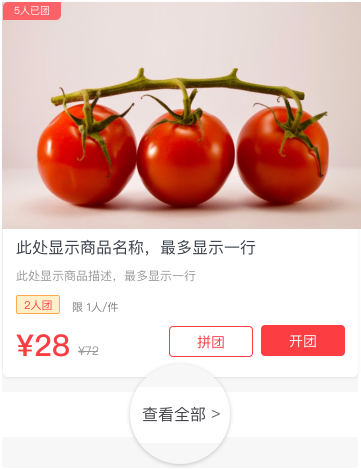 5人已团
此处显示商品名称，最多显示一行
此处显示商品描述，最多显示一行
2人团 限 1人/件
¥28 ¥72 拼团 开团
查看全部 >